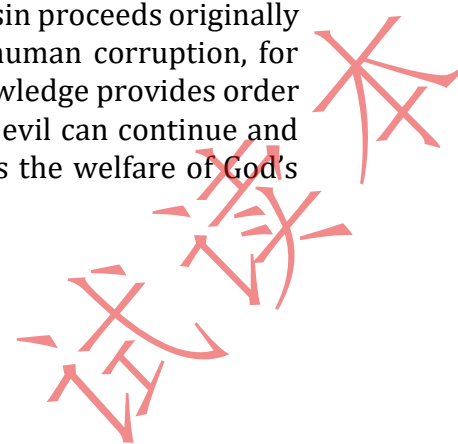 sin proceeds originally
human corruption, for
wledge provides order
evil can continue and
s the welfare of God's
试读本